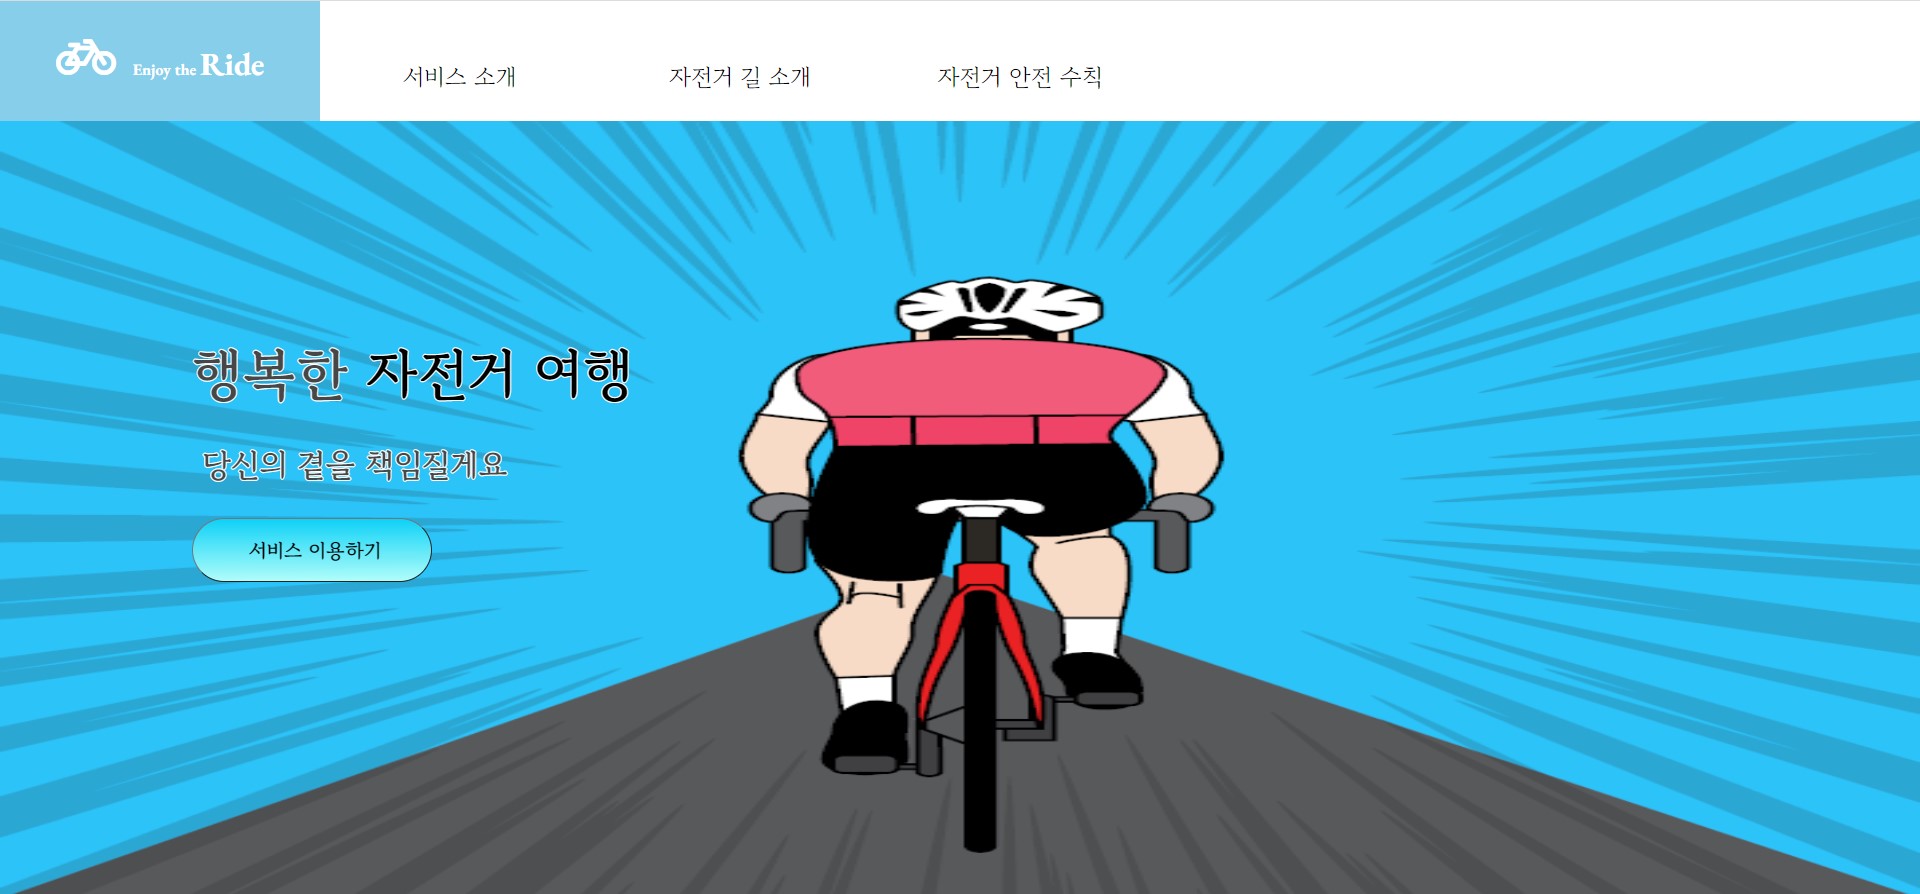 Enjoy the Ride
서비스 소개
자전거 길 소개
자전거 안전 수칙
행복한 자전거 여행
당신의 곁을 책임질게요
서비스 이용하기